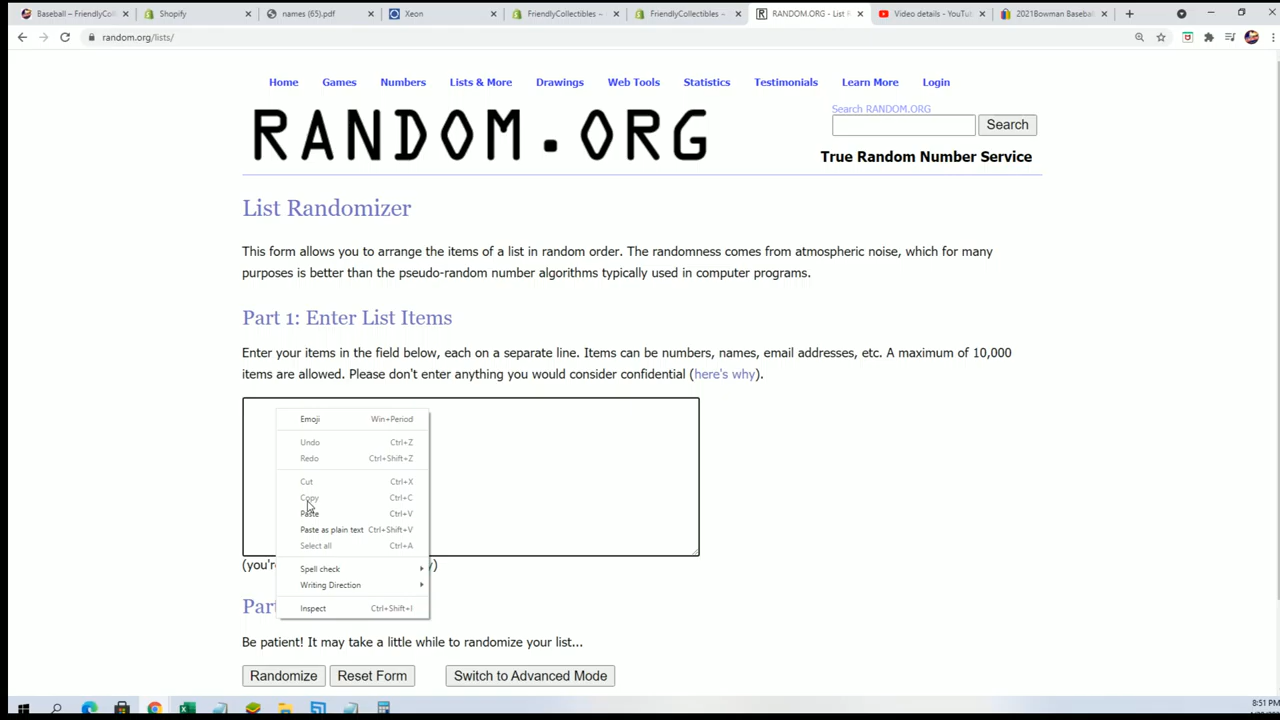 Baseball – FriendlyC
Shopify
names (65).pdf
Xeon
FriendlyCollectibles –
FriendlyCollectibles –
RANDOM.ORG - List R
Video details - YouTu
2021Bowman Baseba
random.org/lists/
Home Games Numbers Lists & More Drawings Web Tools Statistics Testimonials Learn More Login
RANDOM.ORG
Search RANDOM.ORG
Search
True Random Number Service
List Randomizer
This form allows you to arrange the items of a list in random order. The randomness comes from atmospheric noise, which for many
purposes is better than the pseudo-random number algorithms typically used in computer programs.
Part 1: Enter List Items
Enter your items in the field below, each on a separate line. Items can be numbers, names, email addresses, etc. A maximum of 10,000
items are allowed. Please don't enter anything you would consider confidential (here's why).
Emoji Win+Period
Undo Ctrl+Z
Redo Ctrl+Shift+Z
Cut Ctrl+X
Copy Ctrl+C
Paste Ctrl+V
Paste as plain text Ctrl+Shift+V
Select all Ctrl+A
(you'r y)
Spell check
Writing Direction
Par
Inspect Ctrl+Shift+I
Be patient! It may take a little while to randomize your list...
Randomize Reset Form Switch to Advanced Mode
8:51 PM